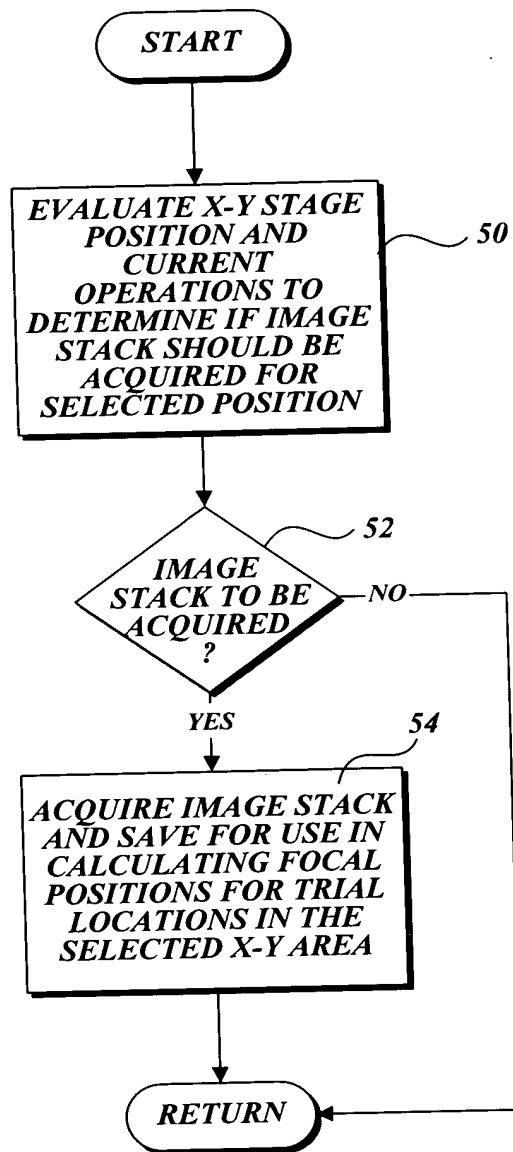 START
EVALUATE X-Y STAGE
POSITION AND
CURRENT
OPERATIONS TO
DETERMINE IF IMAGE
STACK SHOULD BE
ACQUIRED FOR
SELECTED POSITION
50
52
IMAGE
STACK TO BE
ACQUIRED
?
NO
YES
54
ACQUIRE IMAGE STACK
AND SAVE FOR USE IN
CALCULATING FOCAL
POSITIONS FOR TRIAL
LOCATIONS IN THE
SELECTED X-Y AREA
RETURN